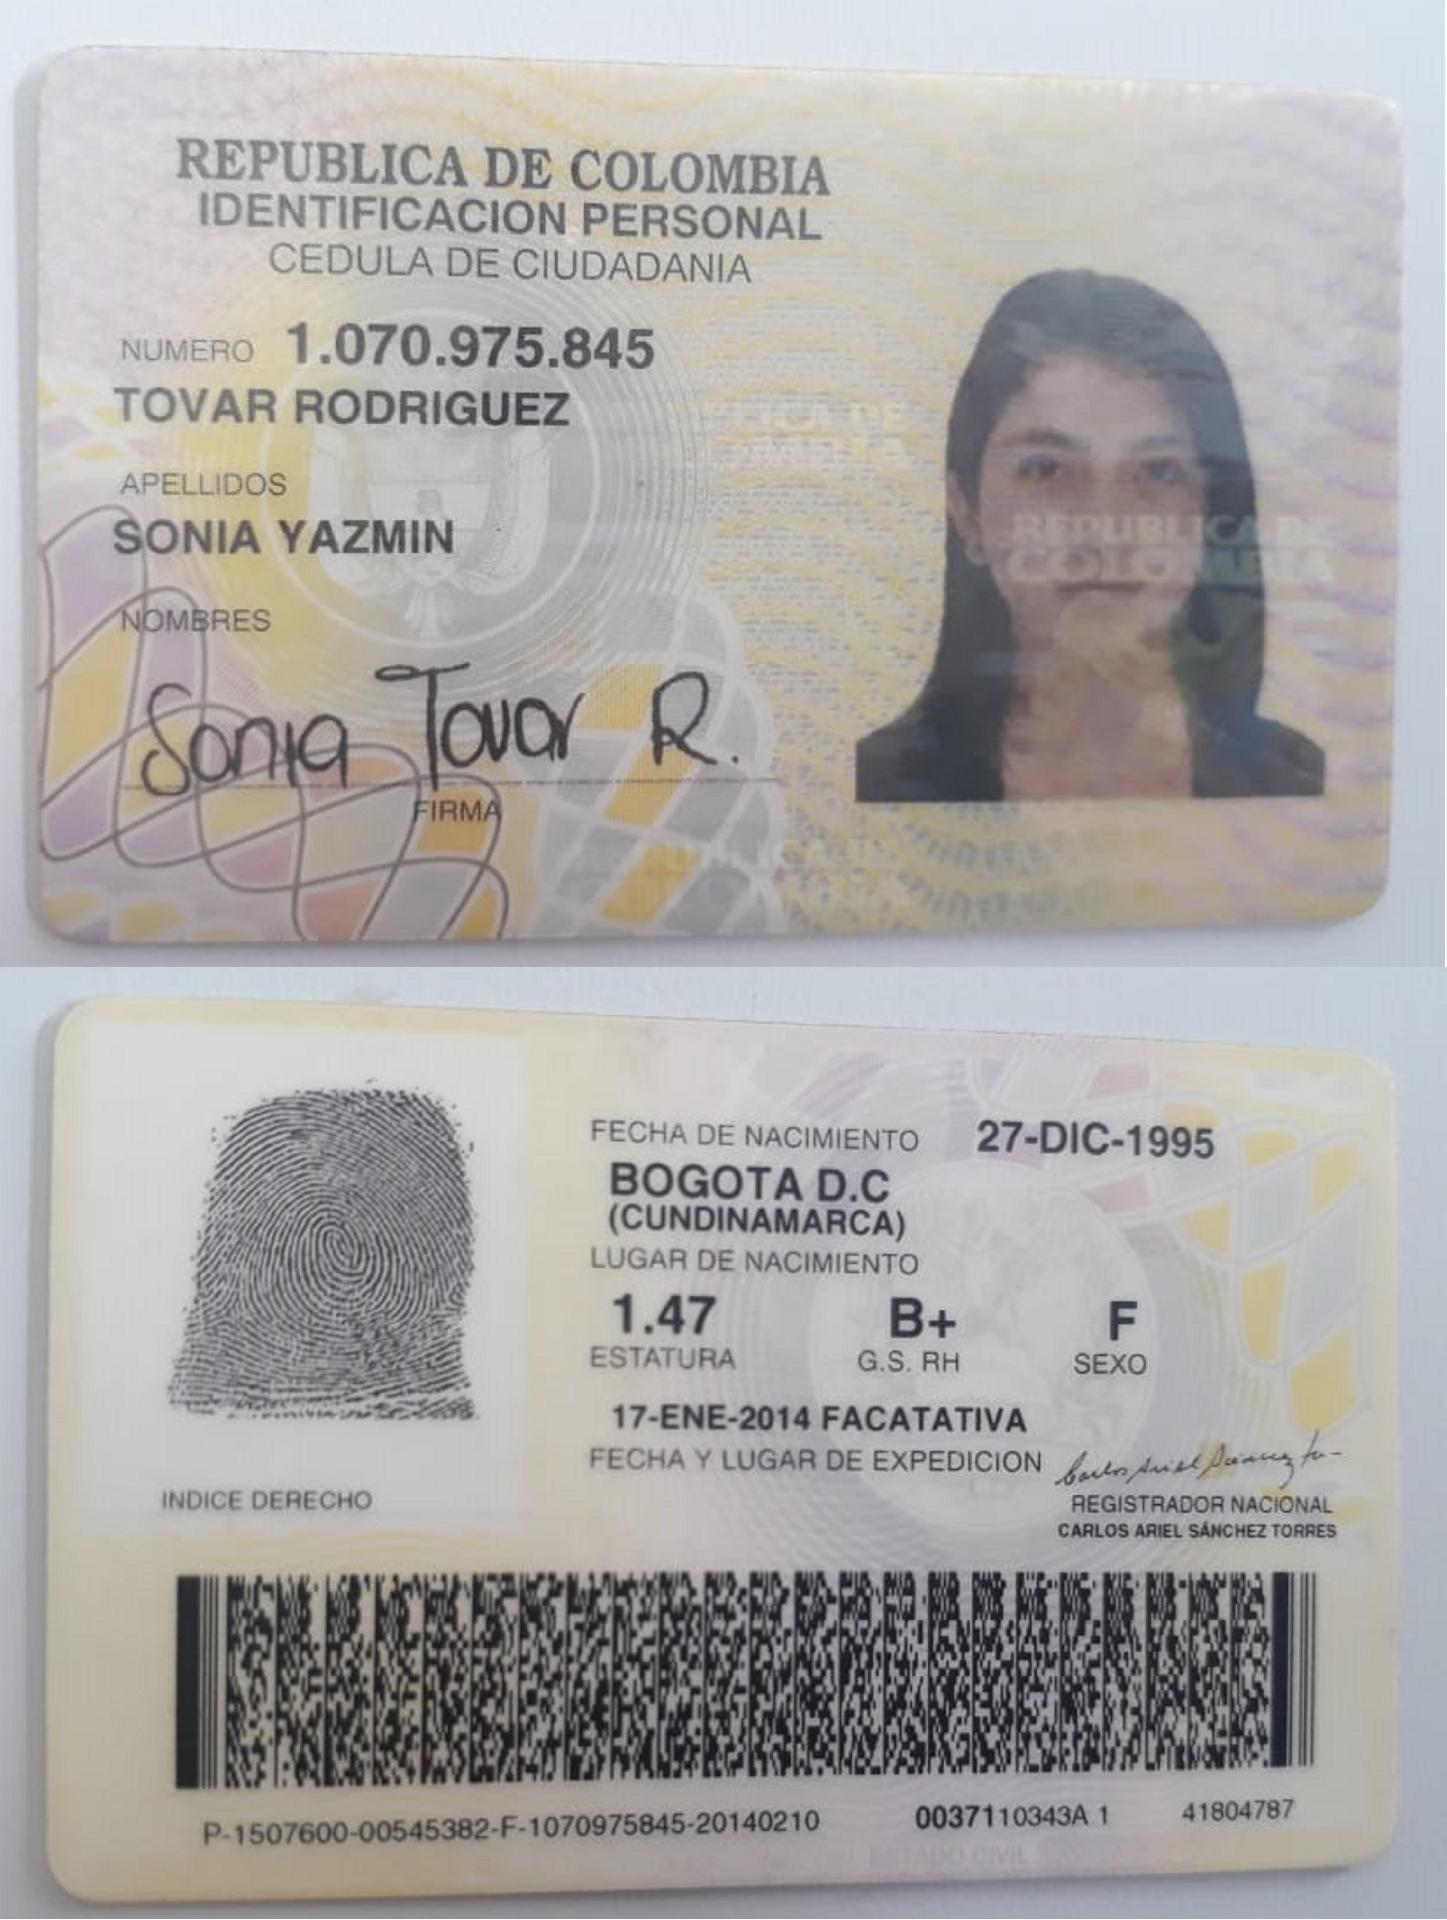 REPUBLICA DE COLOMBIA
IDENTIFICACION PERSONAL
CEDULA DE CIUDADANIA
NUMERO 1.070.975.845
TOVAR RODRIGUEZ
APELLIDOS
SONIA YAZMIN
NOMBRES
Sonia Tovar R.
FIRMA
REPUBLICA DE
COLOMBIA
FECHA DE NACIMIENTO 27-DIC-1995
BOGOTA D.C
(CUNDINAMARCA)
LUGAR DE NACIMIENTO
1.47 B+ F
ESTATURA G.S. RH SEXO
17-ENE-2014 FACATATIVA
FECHA Y LUGAR DE EXPEDICION
INDICE DERECHO
REGISTRADOR NACIONAL
CARLOS ARIEL SÁNCHEZ TORRES
P-1507600-00545382-F-1070975845-20140210 0037110343A 1 41804787
ESTADO CIVIL